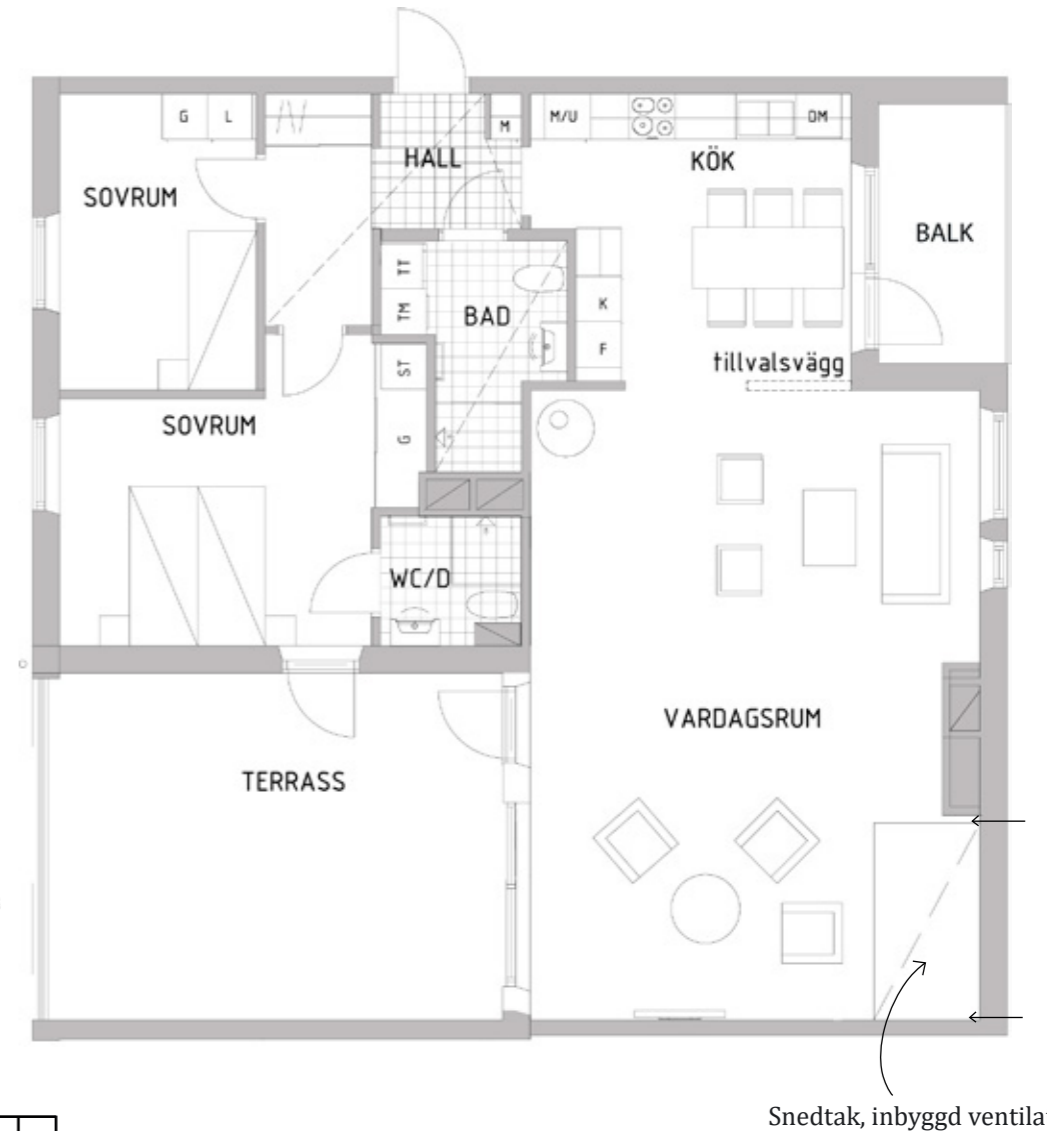 G L
M
M/U
DM
HALL
KÖK
SOVRUM
BALK
TT
TM
BAD
K
F
ST
tillvalsvägg
SOVRUM
G
WC/D
VARDAGSRUM
TERRASS
Snedtak, inbyggd ventila